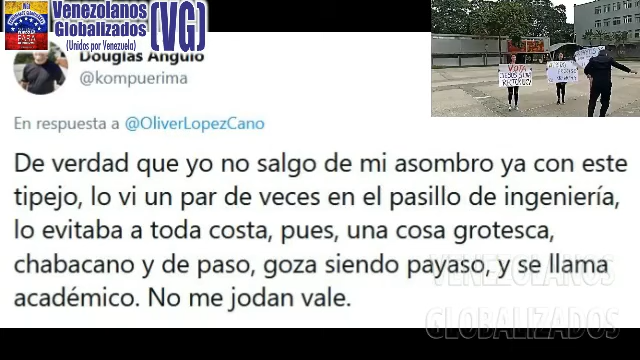 Venezolanos
Globalizados
(Unidos por Venezuela)
(VG)
Douglas Angulo
@kompuerima
En respuesta a @OliverLopezCano
De verdad que yo no salgo de mi asombro ya con este
tipejo, lo vi un par de veces en el pasillo de ingeniería,
lo evitaba a toda costa, pues, una cosa grotesca,
chabacano y de paso, goza siendo payaso, y se llama
académico. No me jodan vale.
VOTA
VENEZOLANOS
GLOBALIZADOS